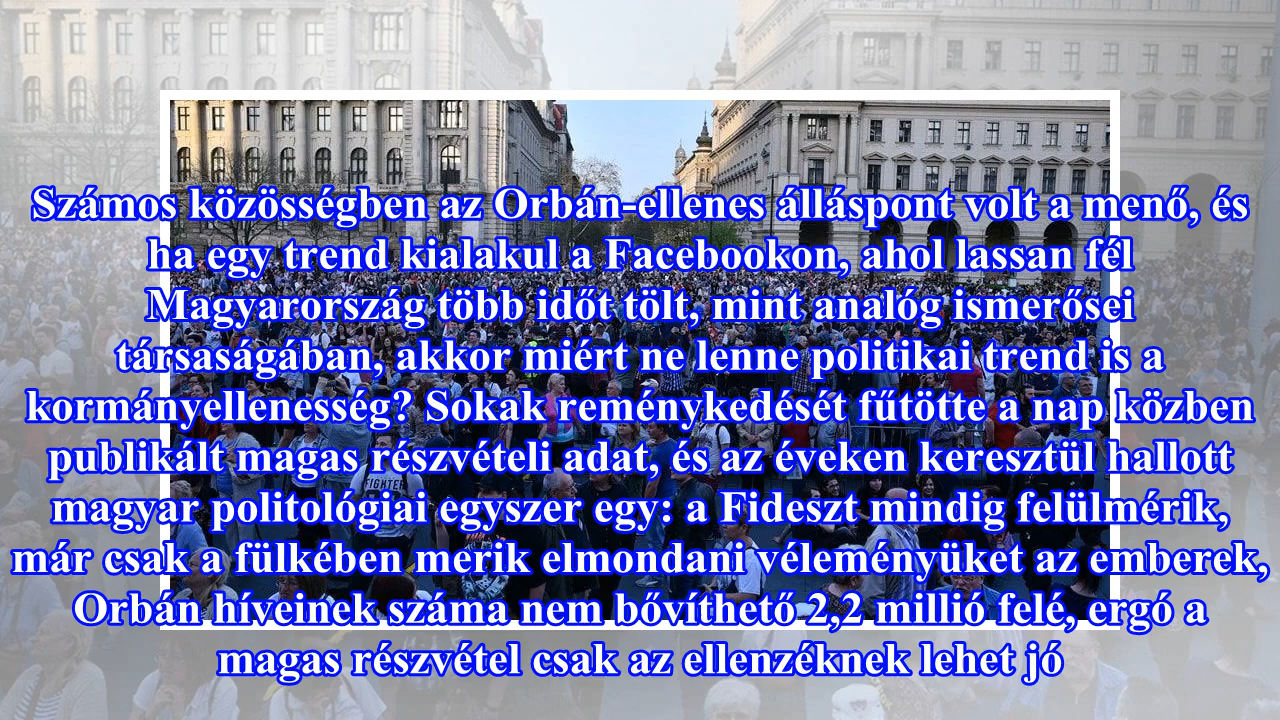 Számos közösségben az Orbán-ellenes álláspont volt a menő, és
ha egy trend kialakul a Facebookon, ahol lassan fél
Magyarország több időt tölt, mint analóg ismerősei
társaságában, akkor miért ne lenne politikai trend is a
kormányellenesség? Sokak reménykedését fűtötte a nap közben
publikált magas részvételi adat, és az éveken keresztül hallott
magyar politológiai egyszer egy: a Fideszt mindig felülmérik,
már csak a fülkében merik elmondani véleményüket az emberek,
Orbán híveinek száma nem bővíthető 2,2 millió felé, ergó a
magas részvétel csak az ellenzéknek lehet jó
FIGHTER